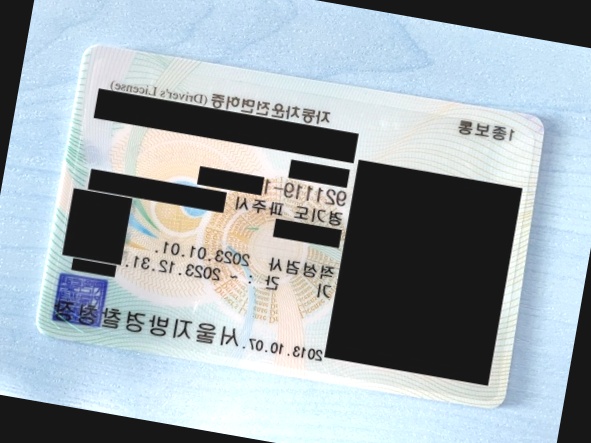 1종보통
자동차운전면허증 (Driver's License)
921119-1
경기도 파주시
적성검사 2023.01.01.
기 간 : ~ 2023.12.31.
2013.10.07. 서울지방경찰청장